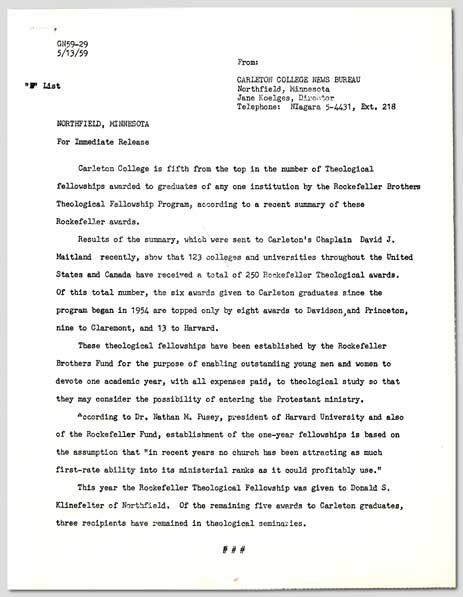 GN59-29
5/13/59
From:
"F" List
CARLETON COLLEGE NEWS BUREAU
Northfield, Minnesota
Jane Koelges, Director
Telephone: NIagara 5-4431, Ext. 218
NORTHFIELD, MINNESOTA
For Immediate Release
Carleton College is fifth from the top in the number of Theological
fellowships awarded to graduates of any one institution by the Rockefeller Brothers
Theological Fellowship Program, according to a recent summary of these
Rockefeller awards.
Results of the summary, which were sent to Carleton's Chaplain David J.
Maitland recently, show that 123 colleges and universities throughout the United
States and Canada have received a total of 250 Rockefeller Theological awards.
Of this total number, the six awards given to Carleton graduates since the
program began in 1954 are topped only by eight awards to Davidson,and Princeton,
nine to Claremont, and 13 to Harvard.
These theological fellowships have been established by the Rockefeller
Brothers Fund for the purpose of enabling outstanding young men and women to
devote one academic year, with all expenses paid, to theological study so that
they may consider the possibility of entering the Protestant ministry.
According to Dr. Nathan M. Pusey, president of Harvard University and also
of the Rockefeller Fund, establishment of the one-year fellowships is based on
the assumption that "in recent years no church has been attracting as much
first-rate ability into its ministerial ranks as it could profitably use."
This year the Rockefeller Theological Fellowship was given to Donald S.
Klinefelter of Northfield. Of the remaining five awards to Carleton graduates,
three recipients have remained in theological seminaries.
# # #